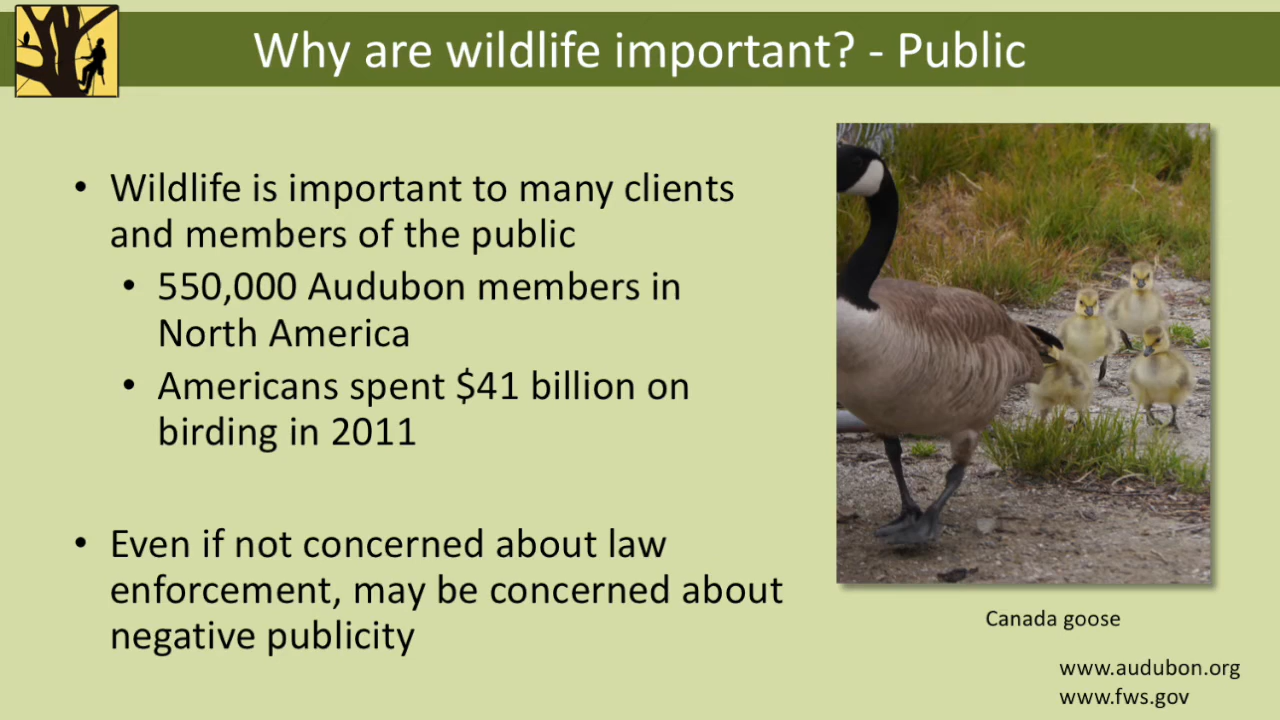 Why are wildlife important? - Public
• Wildlife is important to many clients
and members of the public
• 550,000 Audubon members in
North America
• Americans spent $41 billion on
birding in 2011
• Even if not concerned about law
enforcement, may be concerned about
negative publicity
Canada goose
www.audubon.org
www.fws.gov